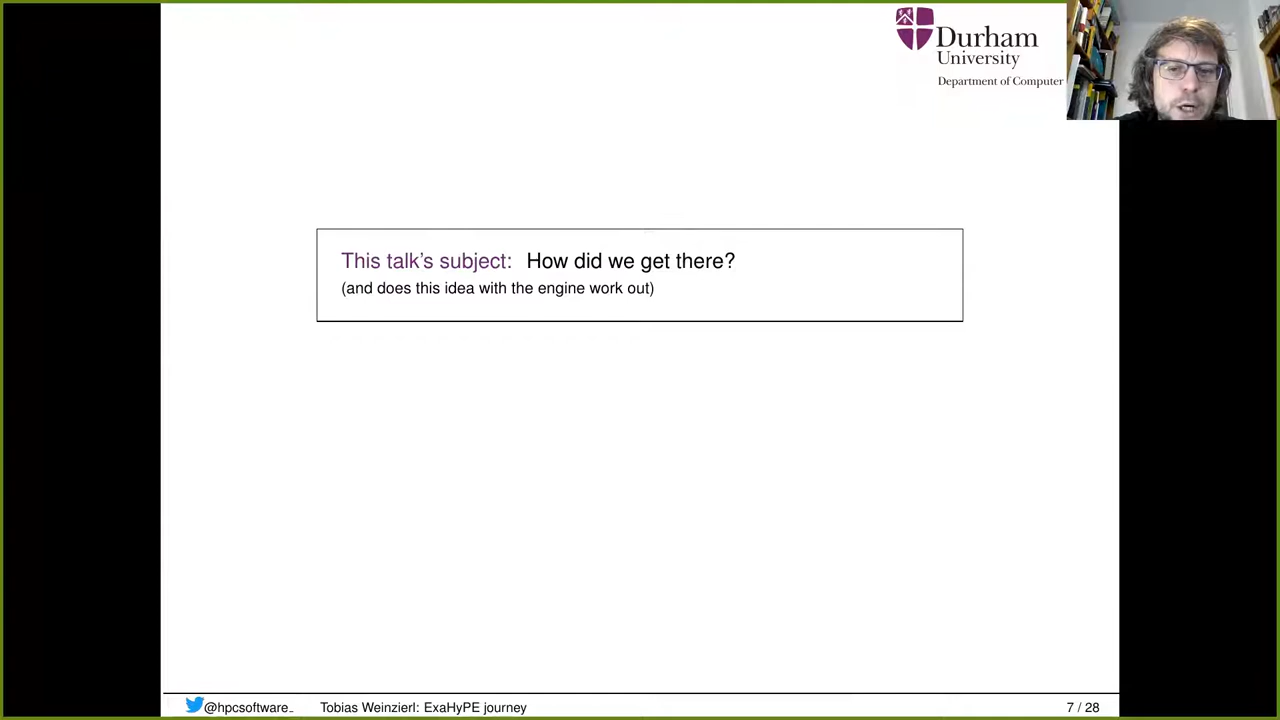 Durham
University
Department of Computer
This talk's subject: How did we get there?
(and does this idea with the engine work out)
@hpcsoftware_ Tobias Weinzierl: ExaHyPE journey 7 / 28